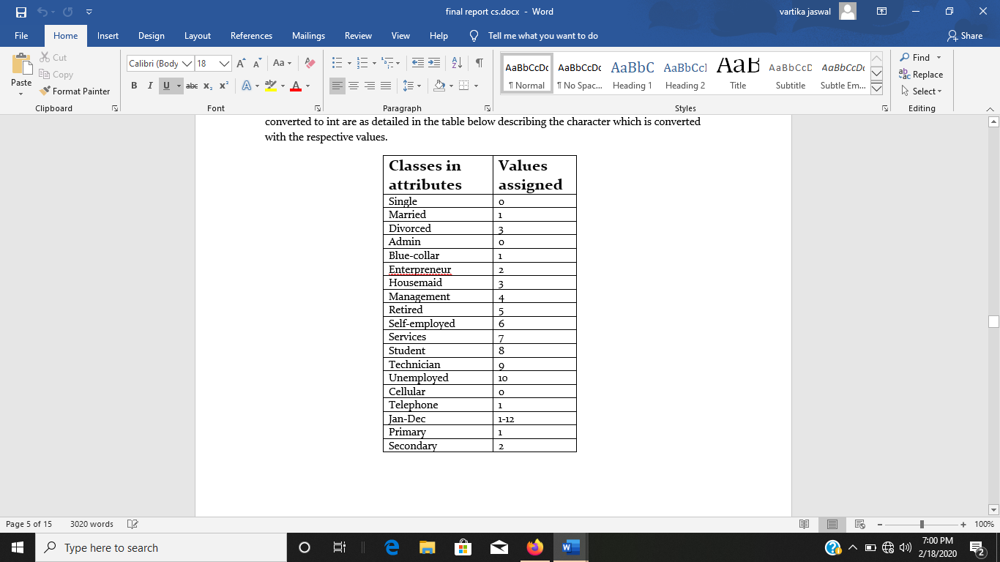 final report cs.docx - Word
vartika jaswal
File Home Insert Design Layout References Mailings Review View Help Tell me what you want to do
Share
Paste
Cut
Copy
Format Painter
Clipboard
Calibri (Body 18
Aa
B I U abc x₂ x² A ab A
Font
Paragraph
AaBbCcDc
¶ Normal
AaBbCcDc
¶ No Spac...
AaBbC
Heading 1
AaBbCcl
Heading 2
AaB
Title
AaBbCcD
Subtitle
AaBbCcDc
Subtle Em...
Styles
Find
Replace
Select
Editing
converted to int are as detailed in the table below describing the character which is converted
with the respective values.
Classes in attributes Values assigned
Single 0
Married 1
Divorced 3
Admin 0
Blue-collar 1
Enterpreneur 2
Housemaid 3
Management 4
Retired 5
Self-employed 6
Services 7
Student 8
Technician 9
Unemployed 10
Cellular 0
Telephone 1
Jan-Dec 1-12
Primary 1
Secondary 2
Page 5 of 15 3020 words
100%
Type here to search
7:00 PM
2/18/2020
2